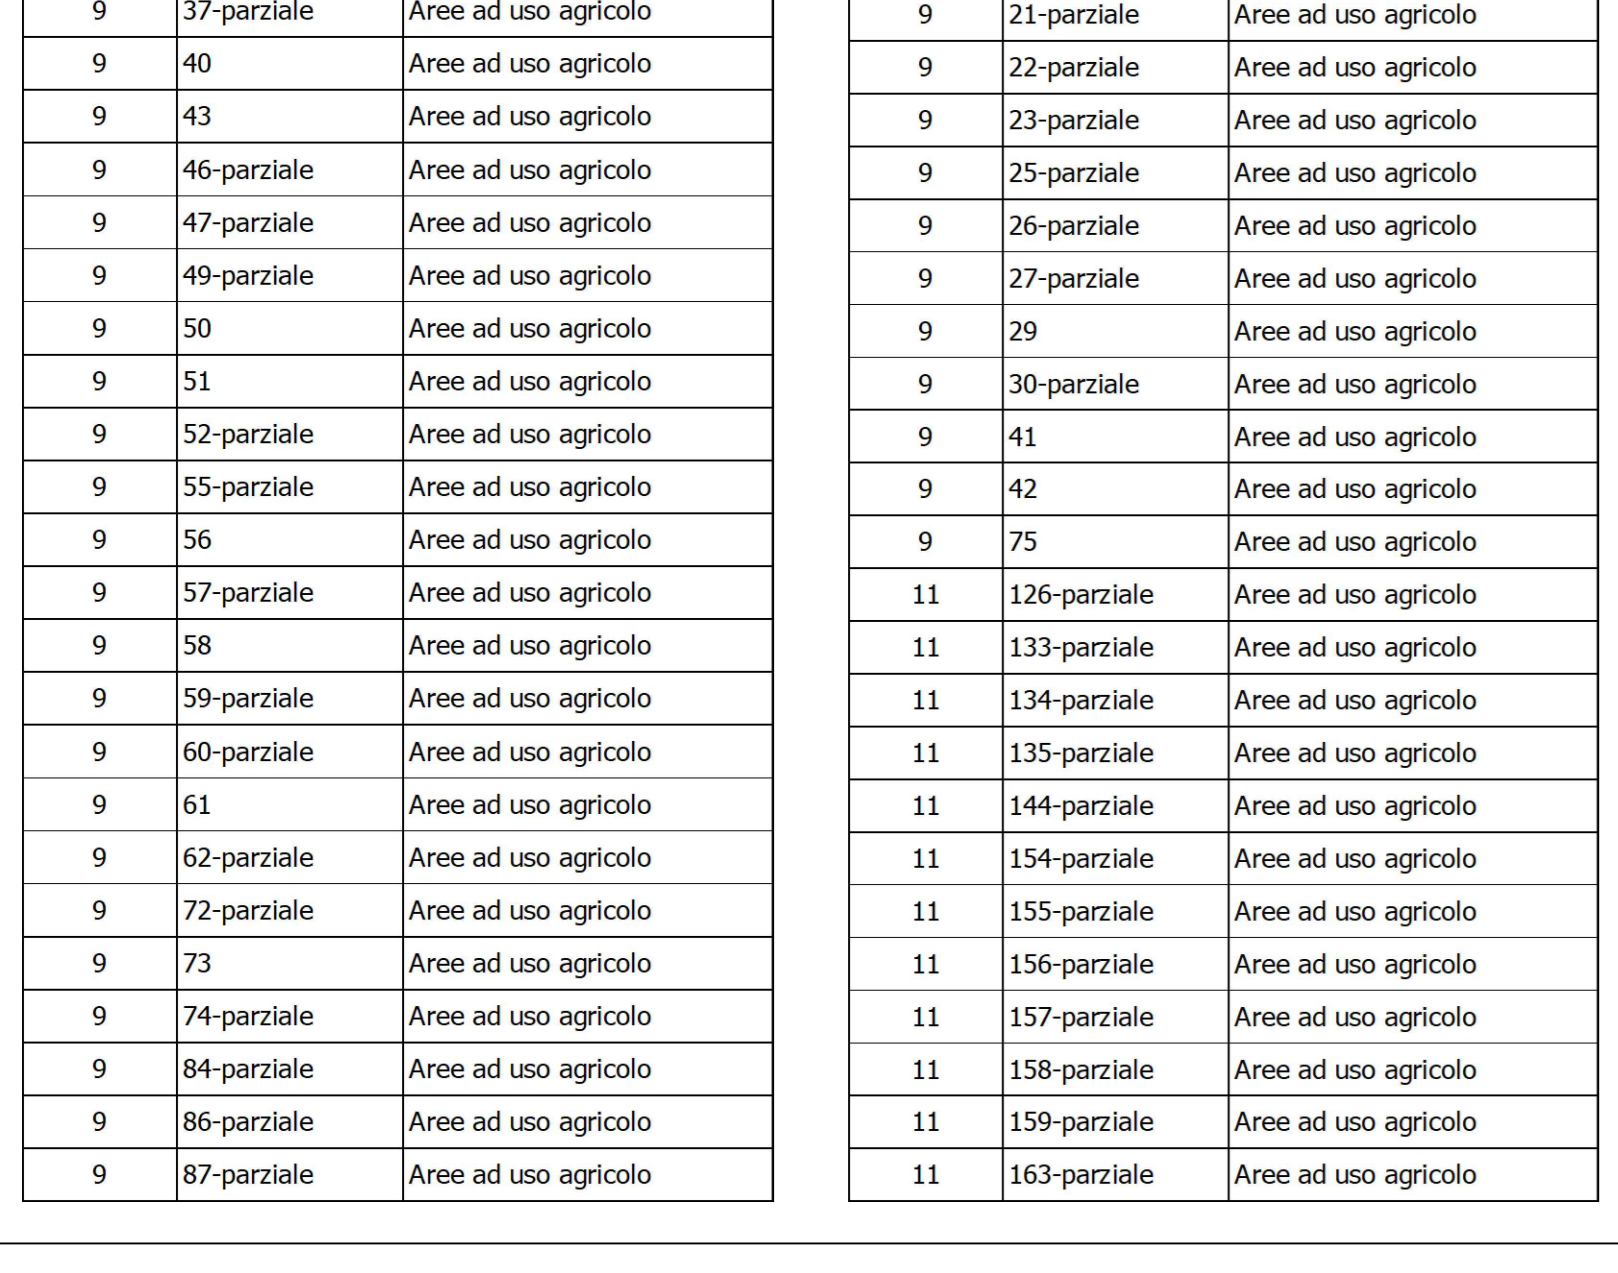 9 37-parziale Aree ad uso agricolo
9 40 Aree ad uso agricolo
9 43 Aree ad uso agricolo
9 46-parziale Aree ad uso agricolo
9 47-parziale Aree ad uso agricolo
9 49-parziale Aree ad uso agricolo
9 50 Aree ad uso agricolo
9 51 Aree ad uso agricolo
9 52-parziale Aree ad uso agricolo
9 55-parziale Aree ad uso agricolo
9 56 Aree ad uso agricolo
9 57-parziale Aree ad uso agricolo
9 58 Aree ad uso agricolo
9 59-parziale Aree ad uso agricolo
9 60-parziale Aree ad uso agricolo
9 61 Aree ad uso agricolo
9 62-parziale Aree ad uso agricolo
9 72-parziale Aree ad uso agricolo
9 73 Aree ad uso agricolo
9 74-parziale Aree ad uso agricolo
9 84-parziale Aree ad uso agricolo
9 86-parziale Aree ad uso agricolo
9 87-parziale Aree ad uso agricolo
9 21-parziale Aree ad uso agricolo
9 22-parziale Aree ad uso agricolo
9 23-parziale Aree ad uso agricolo
9 25-parziale Aree ad uso agricolo
9 26-parziale Aree ad uso agricolo
9 27-parziale Aree ad uso agricolo
9 29 Aree ad uso agricolo
9 30-parziale Aree ad uso agricolo
9 41 Aree ad uso agricolo
9 42 Aree ad uso agricolo
9 75 Aree ad uso agricolo
11 126-parziale Aree ad uso agricolo
11 133-parziale Aree ad uso agricolo
11 134-parziale Aree ad uso agricolo
11 135-parziale Aree ad uso agricolo
11 144-parziale Aree ad uso agricolo
11 154-parziale Aree ad uso agricolo
11 155-parziale Aree ad uso agricolo
11 156-parziale Aree ad uso agricolo
11 157-parziale Aree ad uso agricolo
11 158-parziale Aree ad uso agricolo
11 159-parziale Aree ad uso agricolo
11 163-parziale Aree ad uso agricolo